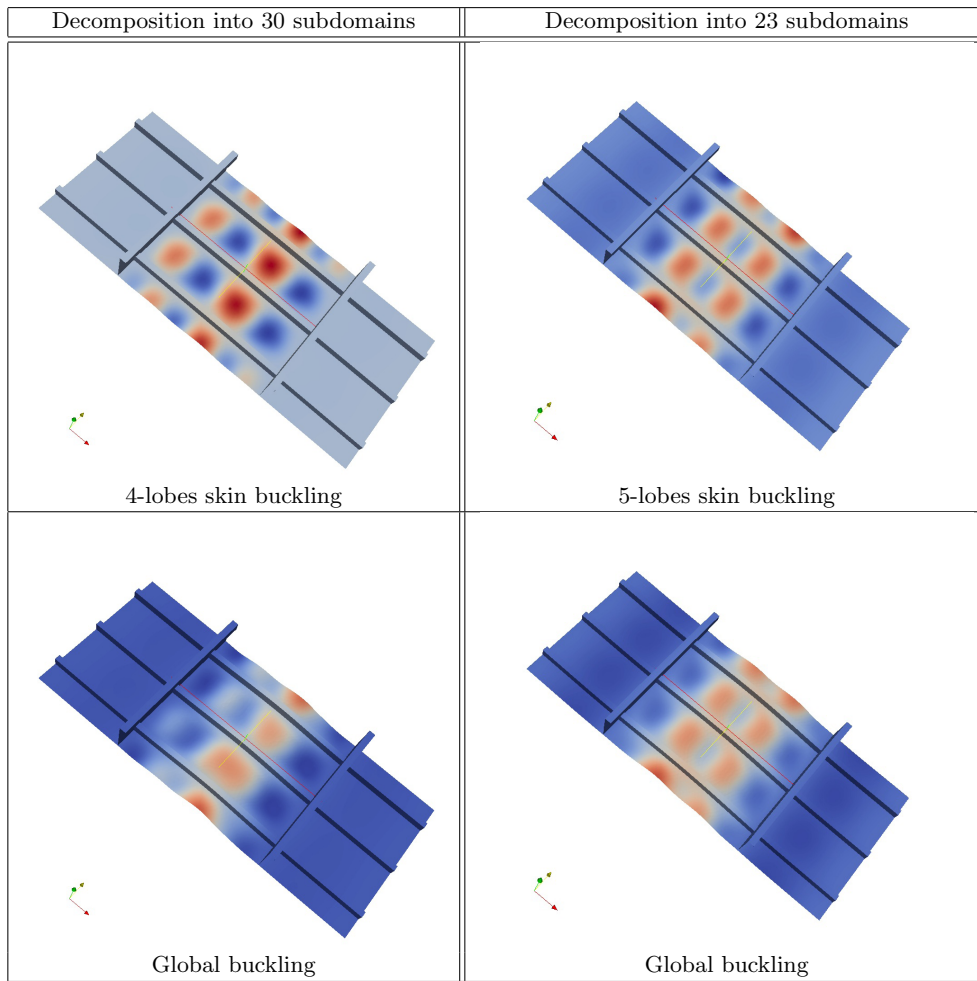 Decomposition into 30 subdomains
Decomposition into 23 subdomains
4-lobes skin buckling
5-lobes skin buckling
Global buckling
Global buckling